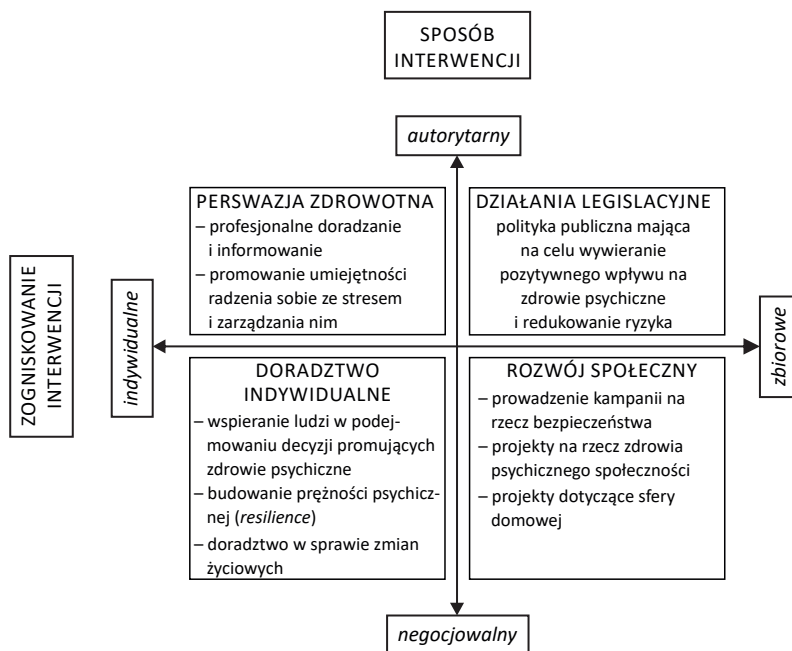 SPOSÓB
INTERWENCJI
autorytarny
PERSWAZJA ZDROWOTNA
– profesjonalne doradzanie
i informowanie
– promowanie umiejętności
radzenia sobie ze stresem
i zarządzania nim
DZIAŁANIA LEGISLACYJNE
polityka publiczna mająca
na celu wywieranie
pozytywnego wpływu na
zdrowie psychiczne
i redukowanie ryzyka
ZOGNISKOWANIE
INTERWENCJI
indywidualne
zbiorowe
DORADZTWO
INDYWIDUALNE
– wspieranie ludzi w podej-
mowaniu decyzji promujących
zdrowie psychiczne
– budowanie prężności psychicz-
nej (resilience)
– doradztwo w sprawie zmian
życiowych
ROZWÓJ SPOŁECZNY
– prowadzenie kampanii na
rzecz bezpieczeństwa
– projekty na rzecz zdrowia
psychicznego społeczności
– projekty dotyczące sfery
domowej
negocjowalny